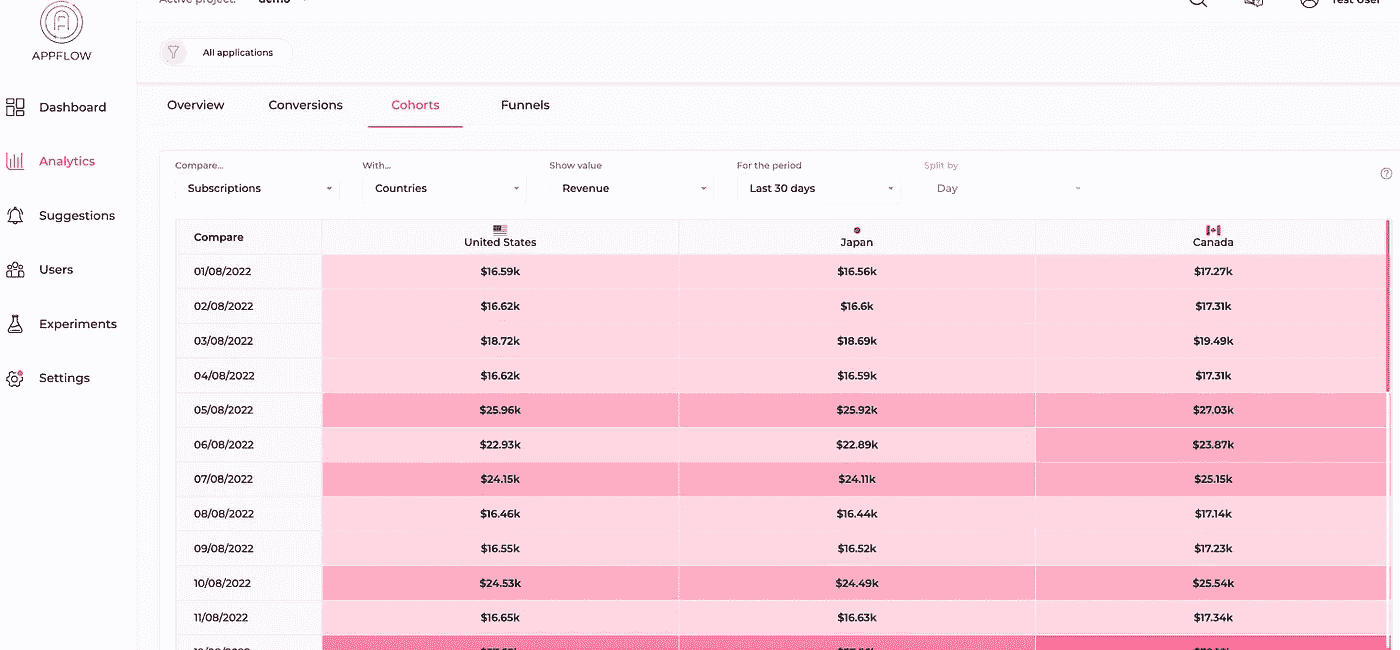 Active project: demo
Test User
APPFLOW
All applications
Dashboard
Analytics
Suggestions
Users
Experiments
Settings
Overview Conversions Cohorts Funnels
Compare... With... Show value For the period Split by
Subscriptions Countries Revenue Last 30 days Day
Compare United States Japan Canada
01/08/2022 $16.59k $16.56k $17.27k
02/08/2022 $16.62k $16.6k $17.31k
03/08/2022 $18.72k $18.69k $19.49k
04/08/2022 $16.62k $16.59k $17.31k
05/08/2022 $25.96k $25.92k $27.03k
06/08/2022 $22.93k $22.89k $23.87k
07/08/2022 $24.15k $24.11k $25.15k
08/08/2022 $16.46k $16.44k $17.14k
09/08/2022 $16.55k $16.52k $17.23k
10/08/2022 $24.53k $24.49k $25.54k
11/08/2022 $16.65k $16.63k $17.34k